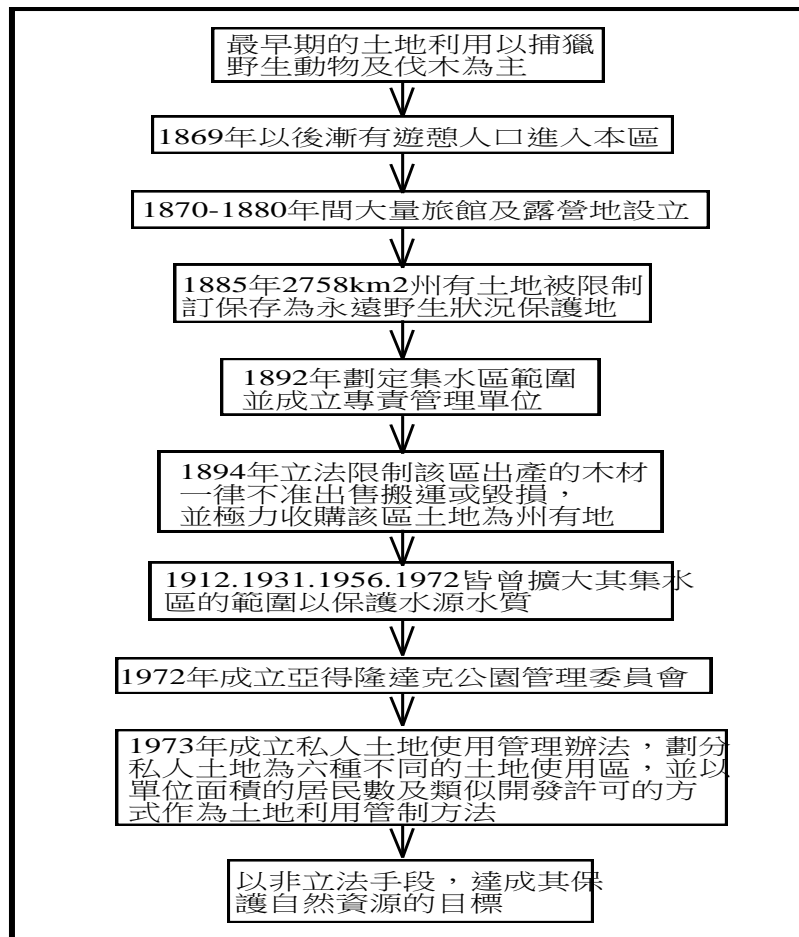 最早期的土地利用以捕獵
野生動物及伐木為主
1869年以後漸有遊憩人口進入本區
1870-1880年間大量旅館及露營地設立
1885年2758km2州有土地被限制
訂保存為永遠野生狀況保護地
1892年劃定集水區範圍
並成立專責管理單位
1894年立法限制該區出產的木材
一律不准出售搬運或毀損，
並極力收購該區土地為州有地
1912.1931.1956.1972皆曾擴大其集水
區的範圍以保護水源水質
1972年成立亞得隆達克公園管理委員會
1973年成立私人土地使用管理辦法，劃分
私人土地為六種不同的土地使用區，並以
單位面積的居民數及類似開發許可的方
式作為土地利用管制方法
以非立法手段，達成其保
護自然資源的目標